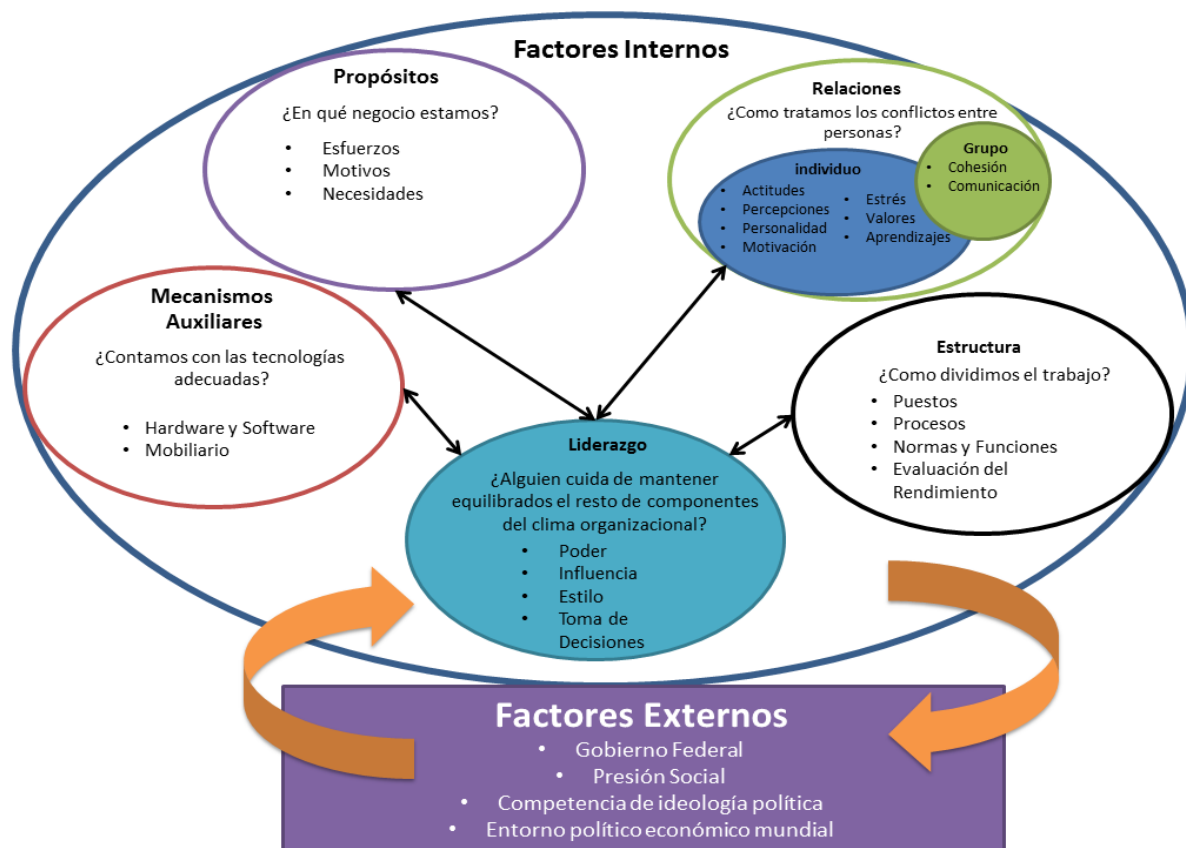 Factores Internos
Propósitos
¿En qué negocio estamos?
• Esfuerzos
• Motivos
• Necesidades
Relaciones
¿Como tratamos los conflictos entre
personas?
individuo
• Actitudes
• Percepciones
• Personalidad
• Motivación
• Estrés
• Valores
• Aprendizajes
Grupo
• Cohesión
• Comunicación
Mecanismos
Auxiliares
¿Contamos con las tecnologías
adecuadas?
• Hardware y Software
• Mobiliario
Estructura
¿Como dividimos el trabajo?
• Puestos
• Procesos
• Normas y Funciones
• Evaluación del
Rendimiento
Liderazgo
¿Alguien cuida de mantener
equilibrados el resto de componentes
del clima organizacional?
• Poder
• Influencia
• Estilo
• Toma de
Decisiones
Factores Externos
• Gobierno Federal
• Presión Social
• Competencia de ideología política
• Entorno político económico mundial